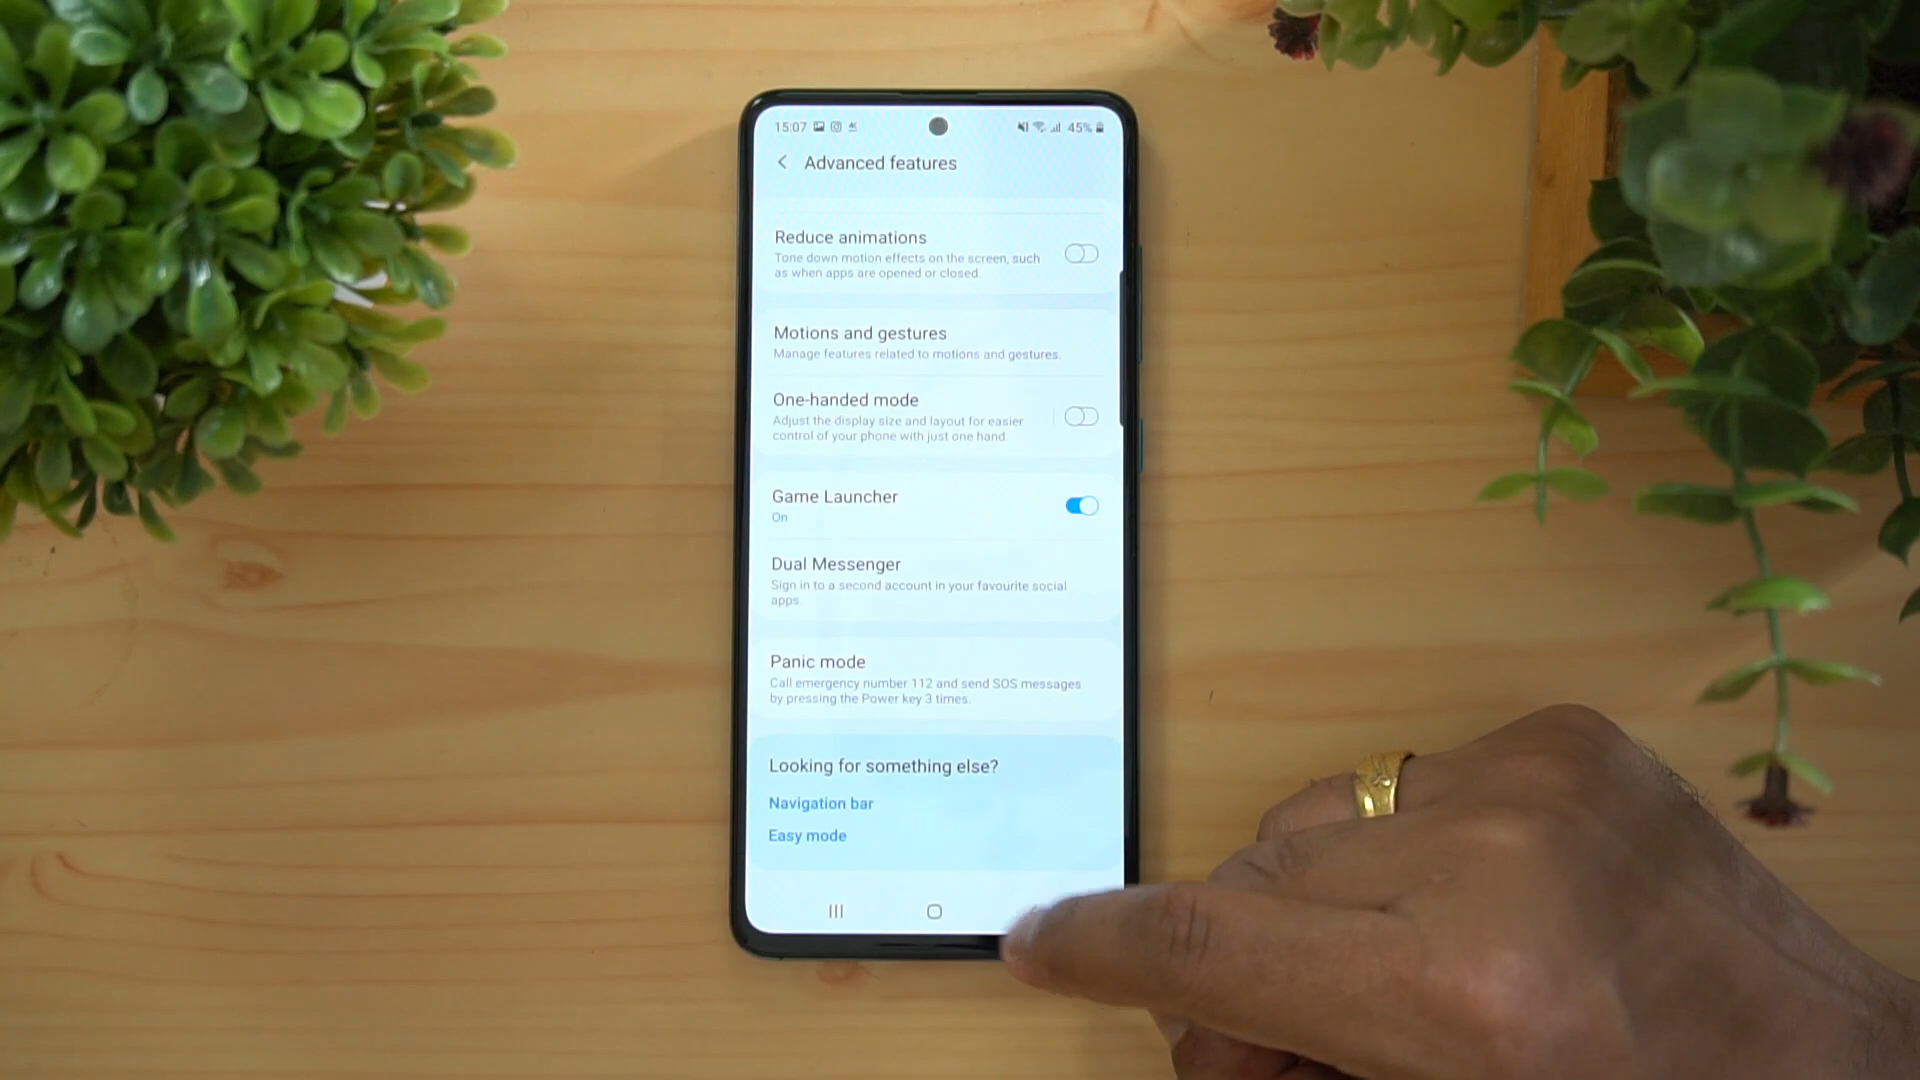 15:07 45%
Advanced features
Reduce animations
Tone down motion effects on the screen, such
as when apps are opened or closed.
Motions and gestures
Manage features related to motions and gestures.
One-handed mode
Adjust the display size and layout for easier
control of your phone with just one hand
Game Launcher
On
Dual Messenger
Sign in to a second account in your favourite social
apps.
Panic mode
Call emergency number 112 and send SOS messages
by pressing the Power key 3 times.
Looking for something else?
Navigation bar
Easy mode